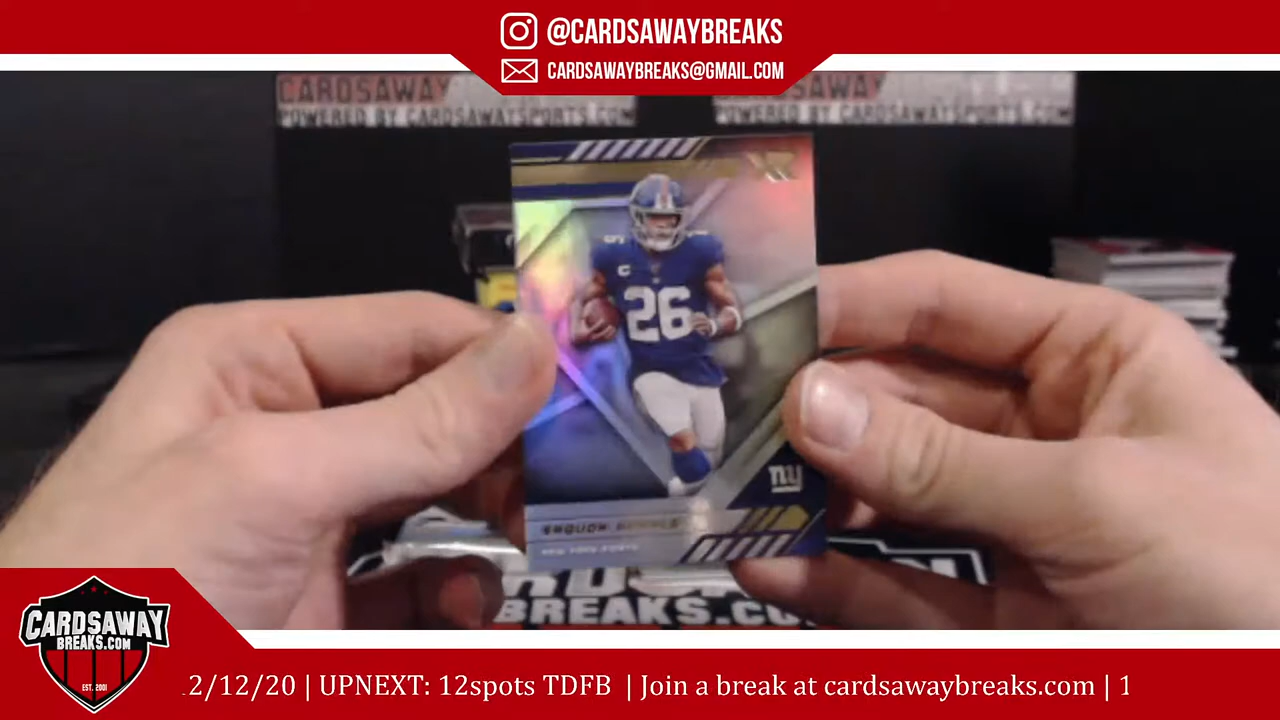 @CARDSAWAYBREAKS
CARDSAWAYBREAKS@GMAIL.COM
CARDSAWAY
POWERED BY CARDSAWAYSPORTS.COM
CARDSAWAY
POWERED BY CARDSAWAYSPORTS.COM
XR
C
26
ny
BREAKS.CO
CARDSAWAY
BREAKS.COM
EST. 2001
2/12/20 | UPNEXT: 12spots TDFB | Join a break at cardsawaybreaks.com | 1